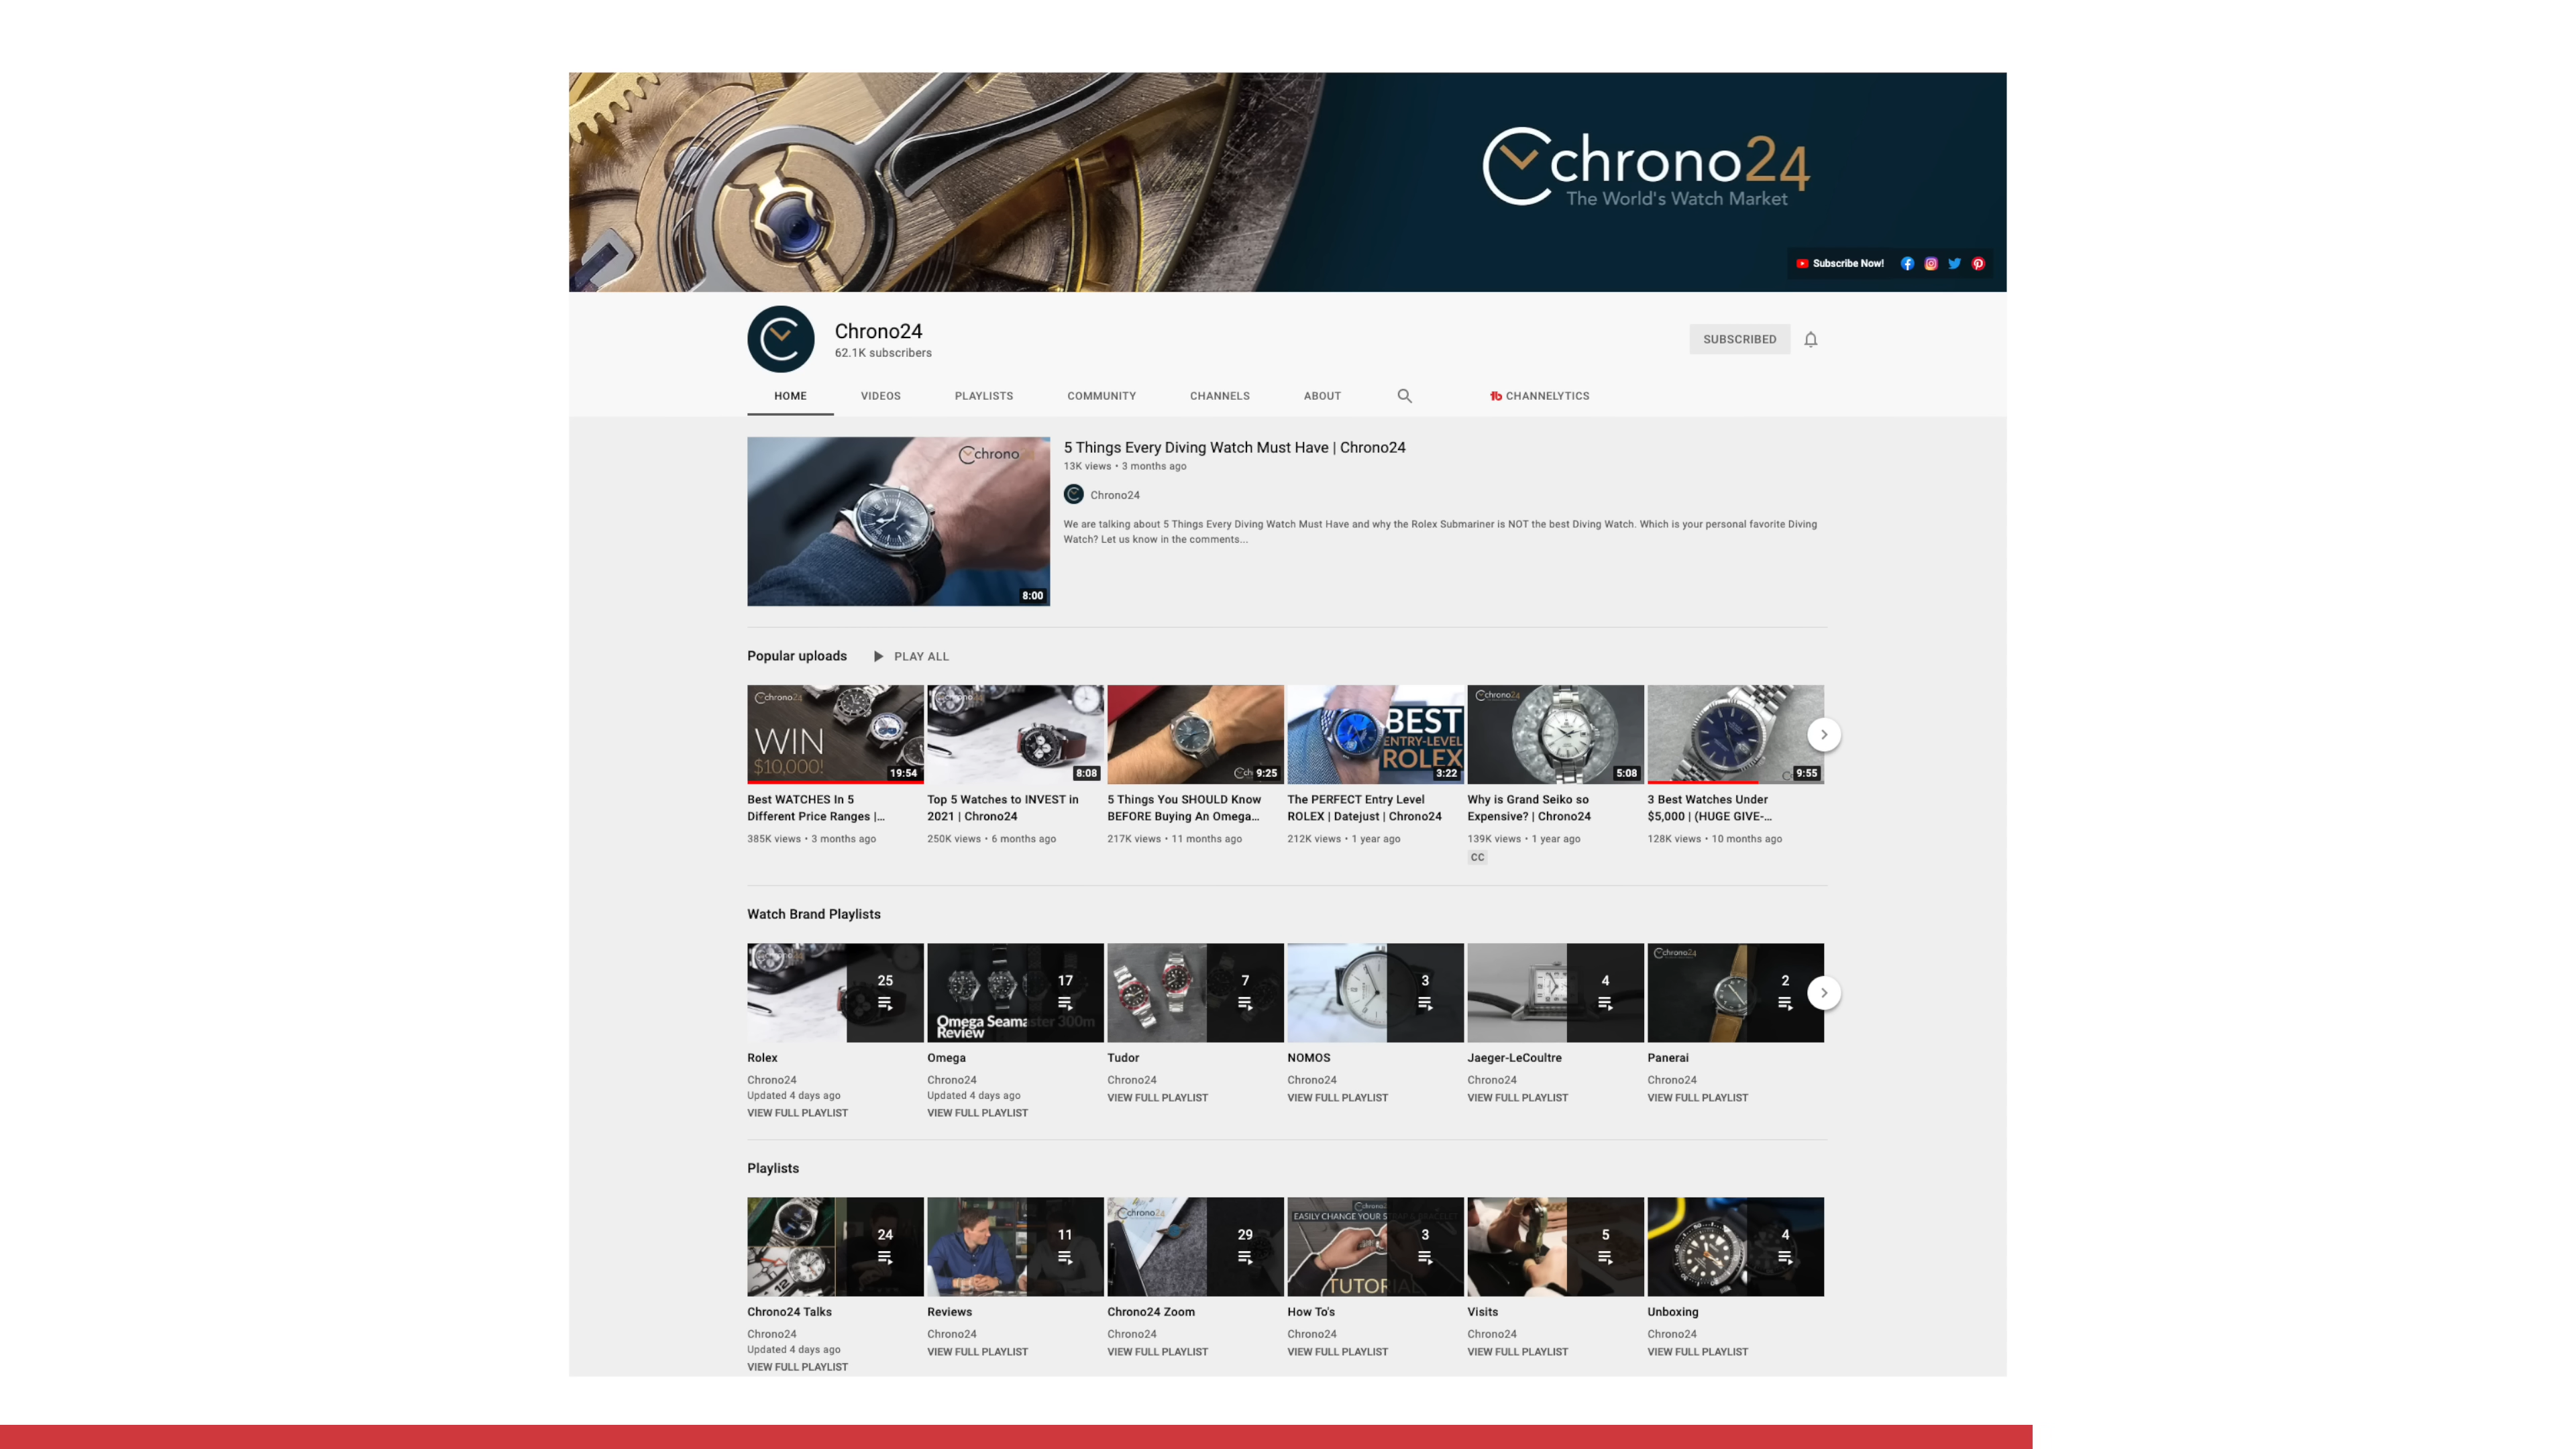 chrono24
The World's Watch Market
Subscribe Now!
Chrono24
62.1K subscribers
SUBSCRIBED
HOME VIDEOS PLAYLISTS COMMUNITY CHANNELS ABOUT CHANNELYTICS
chrono24
8:00
5 Things Every Diving Watch Must Have | Chrono24
13K views • 3 months ago
Chrono24
We are talking about 5 Things Every Diving Watch Must Have and why the Rolex Submariner is NOT the best Diving Watch. Which is your personal favorite Diving
Watch? Let us know in the comments...
Popular uploads PLAY ALL
chrono24
WIN
$10,000!
19:54
Best WATCHES In 5
Different Price Ranges |...
385K views • 3 months ago
8:08
Top 5 Watches to INVEST in
2021 | Chrono24
250K views • 6 months ago
9:25
5 Things You SHOULD Know
BEFORE Buying An Omega...
217K views • 11 months ago
BEST
ENTRY-LEVEL
ROLEX
3:22
The PERFECT Entry Level
ROLEX | Datejust | Chrono24
212K views • 1 year ago
chrono24
5:08
Why is Grand Seiko so
Expensive? | Chrono24
139K views • 1 year ago
CC
9:55
3 Best Watches Under
$5,000 | (HUGE GIVE-...
128K views • 10 months ago
Watch Brand Playlists
25
Rolex
Chrono24
Updated 4 days ago
VIEW FULL PLAYLIST
17
Omega Seamaster 300m
Review
Omega
Chrono24
Updated 4 days ago
VIEW FULL PLAYLIST
7
Tudor
Chrono24
VIEW FULL PLAYLIST
3
NOMOS
Chrono24
VIEW FULL PLAYLIST
4
Jaeger-LeCoultre
Chrono24
VIEW FULL PLAYLIST
chrono24
2
Panerai
Chrono24
VIEW FULL PLAYLIST
Playlists
24
Chrono24 Talks
Chrono24
Updated 4 days ago
VIEW FULL PLAYLIST
11
Reviews
Chrono24
VIEW FULL PLAYLIST
chrono24
29
Chrono24 Zoom
Chrono24
VIEW FULL PLAYLIST
chrono24
EASILY CHANGE YOUR STRAP & BRACELET
3
TUTORIAL
How To's
Chrono24
VIEW FULL PLAYLIST
5
Visits
Chrono24
VIEW FULL PLAYLIST
4
Unboxing
Chrono24
VIEW FULL PLAYLIST